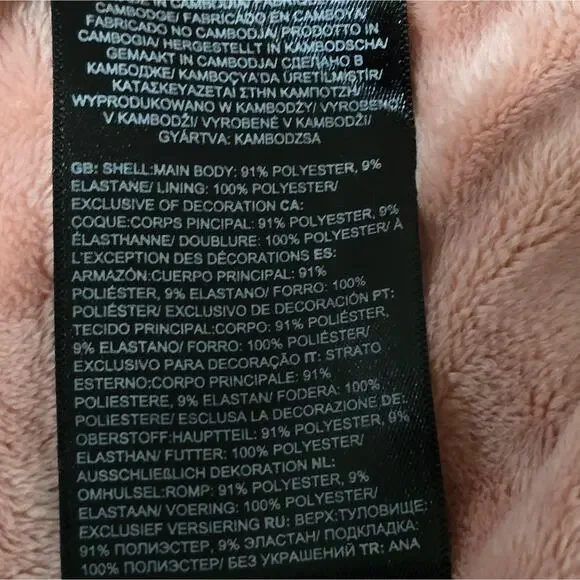 CAMBODGE/ FABRICADO EN CAMBOYA/
FABRICADO NO CAMBODJA/ PRODOTTO IN
CAMBOGIA/ HERGESTELLT IN KAMBODSCHA/
GEMAAKT IN CAMBODJA/ СДЕЛАНО В
КАМБОДЖЕ/ KAMBOÇYA'DA ÜRETİLMİŞTİR/
ΚΑΤΑΣΚΕΥΑΖΕΤΑΙ ΣΤΗΝ ΚΑΜΠΟΤΖΗ/
WYPRODUKOWANO W KAMBODŻY/ VYROBENO
V KAMBODŽI/ VYROBENÉ V KAMBODŽI/
GYÁRTVA: KAMBODZSA
GB: SHELL:MAIN BODY: 91% POLYESTER, 9%
ELASTANE/ LINING: 100% POLYESTER/
EXCLUSIVE OF DECORATION CA:
COQUE:CORPS PINCIPAL: 91% POLYESTER, 9%
ÉLASTHANNE/ DOUBLURE: 100% POLYESTER/ À
L'EXCEPTION DES DÉCORATIONS ES:
ARMAZÓN:CUERPO PRINCIPAL: 91%
POLIÉSTER, 9% ELASTANO/ FORRO: 100%
POLIÉSTER/ EXCLUSIVO DE DECORACIÓN PT:
TECIDO PRINCIPAL:CORPO: 91% POLIÉSTER,
9% ELASTANO/ FORRO: 100% POLIÉSTER/
EXCLUSIVO PARA DECORAÇÃO IT: STRATO
ESTERNO:CORPO PRINCIPALE: 91%
POLIESTERE, 9% ELASTAN/ FODERA: 100%
POLIESTERE/ ESCLUSA LA DECORAZIONE DE:
OBERSTOFF:HAUPTTEIL: 91% POLYESTER, 9%
ELASTHAN/ FUTTER: 100% POLYESTER/
AUSSCHLIEßLICH DEKORATION NL:
OMHULSEL:ROMP: 91% POLYESTER, 9%
ELASTAAN/ VOERING: 100% POLYESTER/
EXCLUSIEF VERSIERING RU: ВЕРХ:ТУЛОВИЩЕ:
91% ПОЛИЭСТЕР, 9% ЭЛАСТАН/ ПОДКЛАДКА:
100% ПОЛИЭСТЕР/ БЕЗ УКРАШЕНИЙ TR: ANA